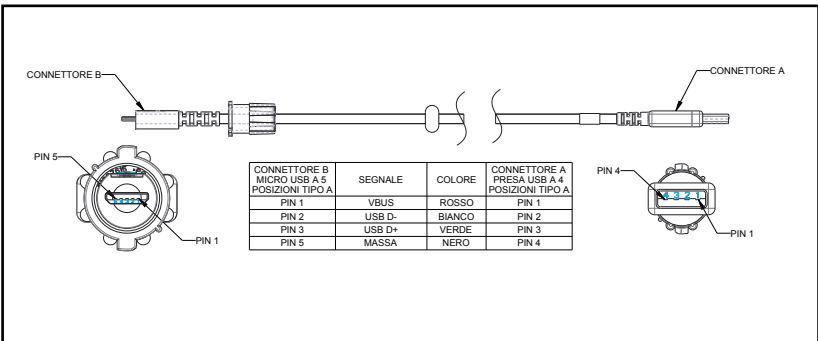 CONNETTORE B
CONNETTORE A
PIN 5
PIN 1
CONNETTORE B
MICRO USB A 5
POSIZIONI TIPO A
SEGNALE
COLORE
CONNETTORE A
PRESA USB A 4
POSIZIONI TIPO A
PIN 1 VBUS ROSSO PIN 1
PIN 2 USB D- BIANCO PIN 2
PIN 3 USB D+ VERDE PIN 3
PIN 5 MASSA NERO PIN 4
PIN 4
4 3 2 1
PIN 1